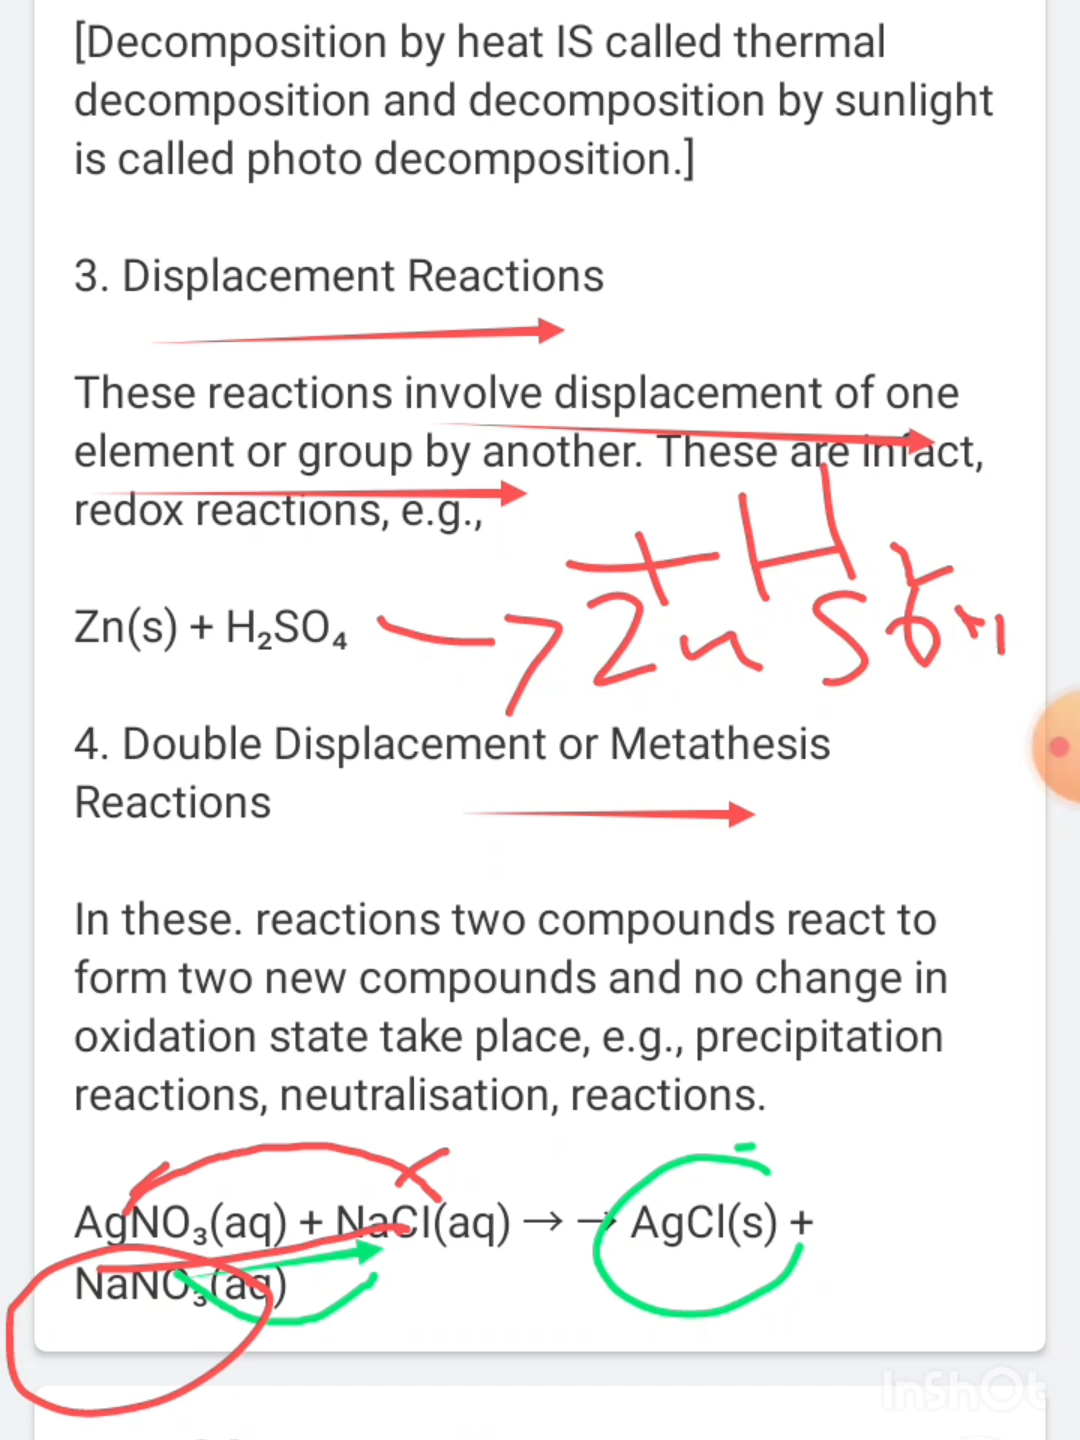 [Decomposition by heat IS called thermal
decomposition and decomposition by sunlight
is called photo decomposition.]
3. Displacement Reactions
These reactions involve displacement of one
element or group by another. These are infact,
redox reactions, e.g.,
+ H
Zn(s) + H₂SO₄ → Zn
4. Double Displacement or Metathesis
Reactions
In these. reactions two compounds react to
form two new compounds and no change in
oxidation state take place, e.g., precipitation
reactions, neutralisation, reactions.
AgNO₃(aq) + NaCl(aq) → → AgCl(s) +
NaNO₃(aq)
InShOt